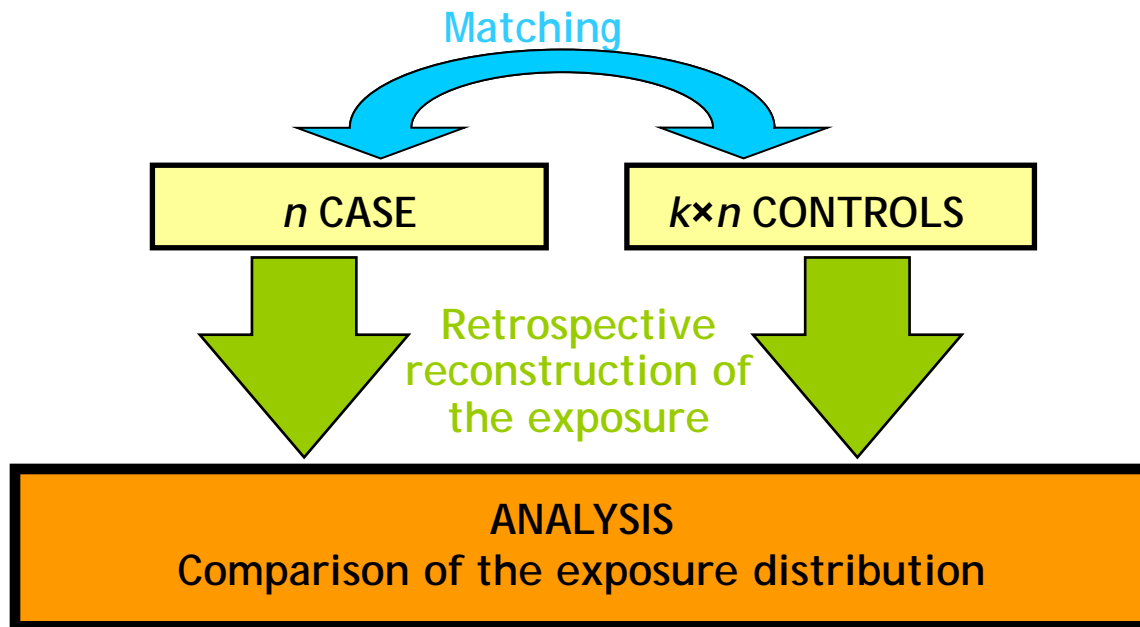 Matching
n CASE
k×n CONTROLS
Retrospective
reconstruction of
the exposure
ANALYSIS
Comparison of the exposure distribution